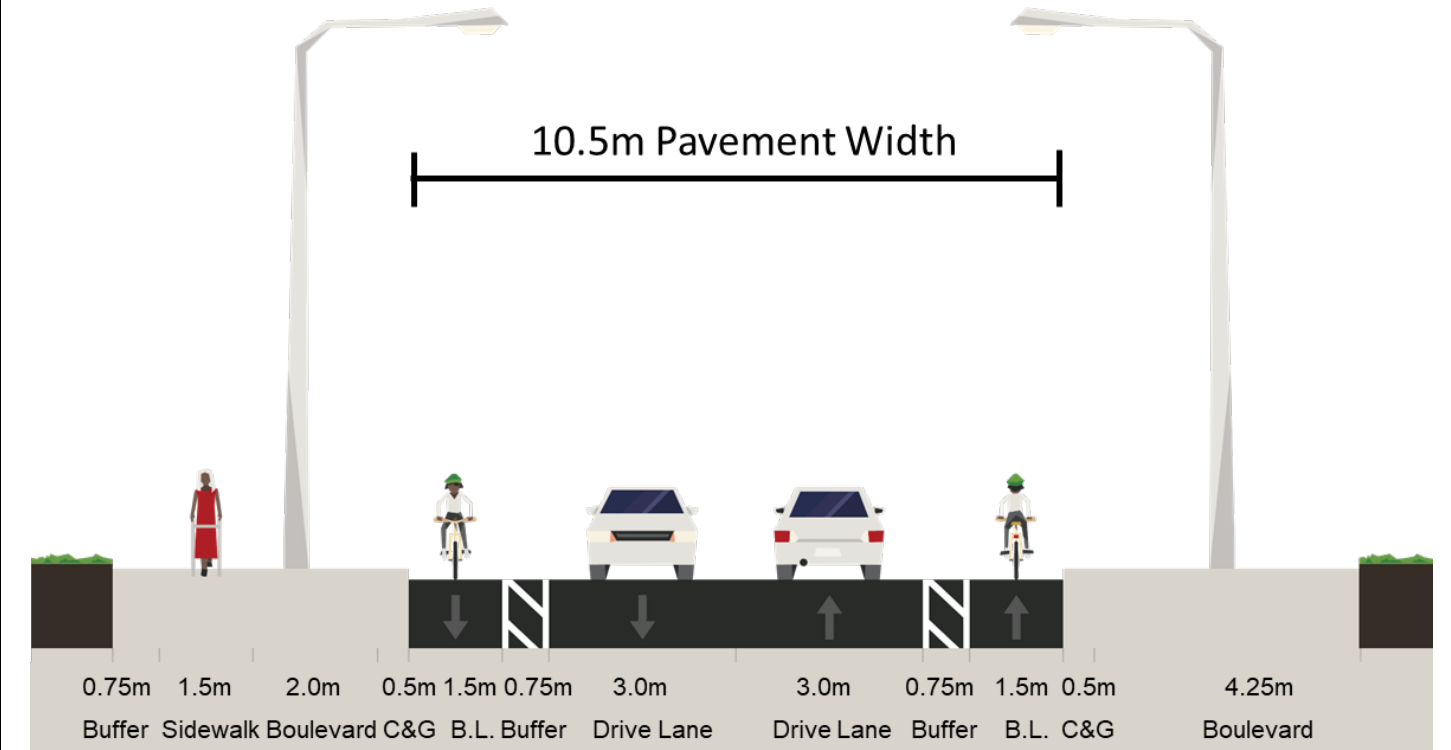 10.5m Pavement Width
0.75m 1.5m 2.0m 0.5m 1.5m 0.75m 3.0m 3.0m 0.75m 1.5m 0.5m 4.25m
Buffer Sidewalk Boulevard C&G B.L. Buffer Drive Lane Drive Lane Buffer B.L. C&G Boulevard